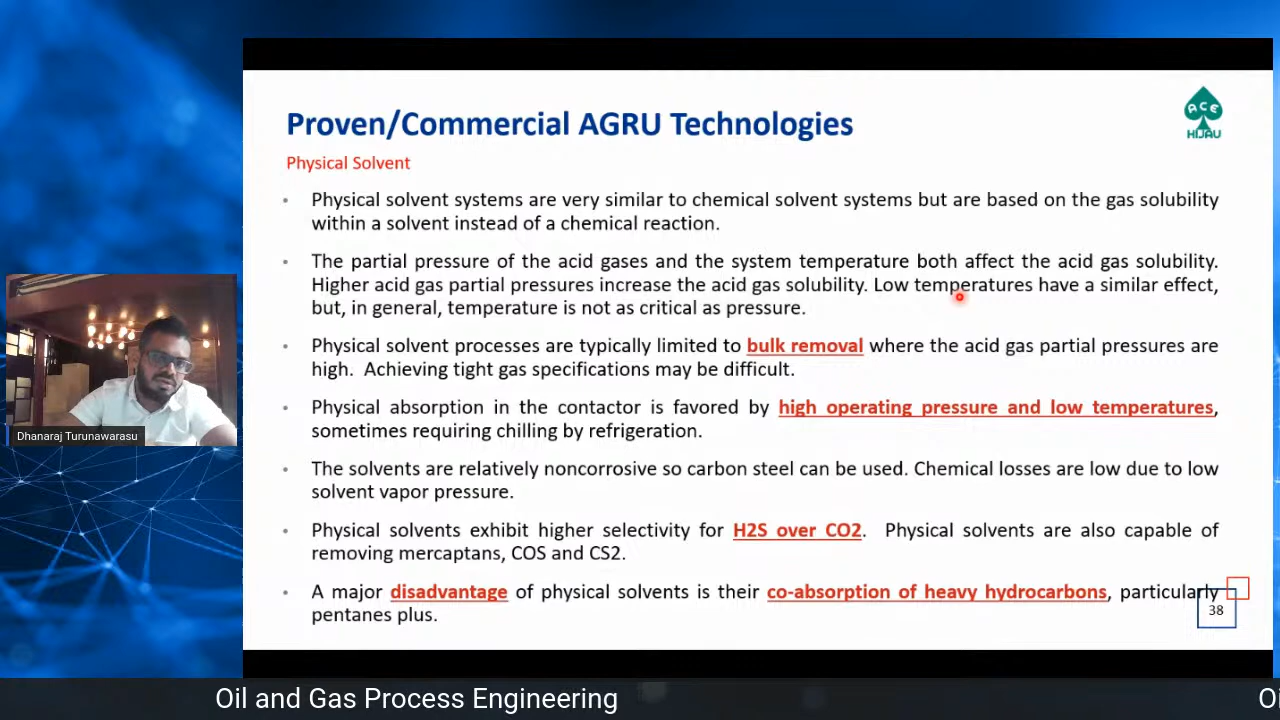 Proven/Commercial AGRU Technologies
ACE
HIJAU
Physical Solvent
• Physical solvent systems are very similar to chemical solvent systems but are based on the gas solubility
within a solvent instead of a chemical reaction.
• The partial pressure of the acid gases and the system temperature both affect the acid gas solubility.
Higher acid gas partial pressures increase the acid gas solubility. Low temperatures have a similar effect,
but, in general, temperature is not as critical as pressure.
• Physical solvent processes are typically limited to bulk removal where the acid gas partial pressures are
high.  Achieving tight gas specifications may be difficult.
• Physical absorption in the contactor is favored by high operating pressure and low temperatures,
sometimes requiring chilling by refrigeration.
• The solvents are relatively noncorrosive so carbon steel can be used. Chemical losses are low due to low
solvent vapor pressure.
• Physical solvents exhibit higher selectivity for H2S over CO2.  Physical solvents are also capable of
removing mercaptans, COS and CS2.
• A major disadvantage of physical solvents is their co-absorption of heavy hydrocarbons, particularly
pentanes plus.
38
Dhanaraj Turunawarasu
Oil and Gas Process Engineering